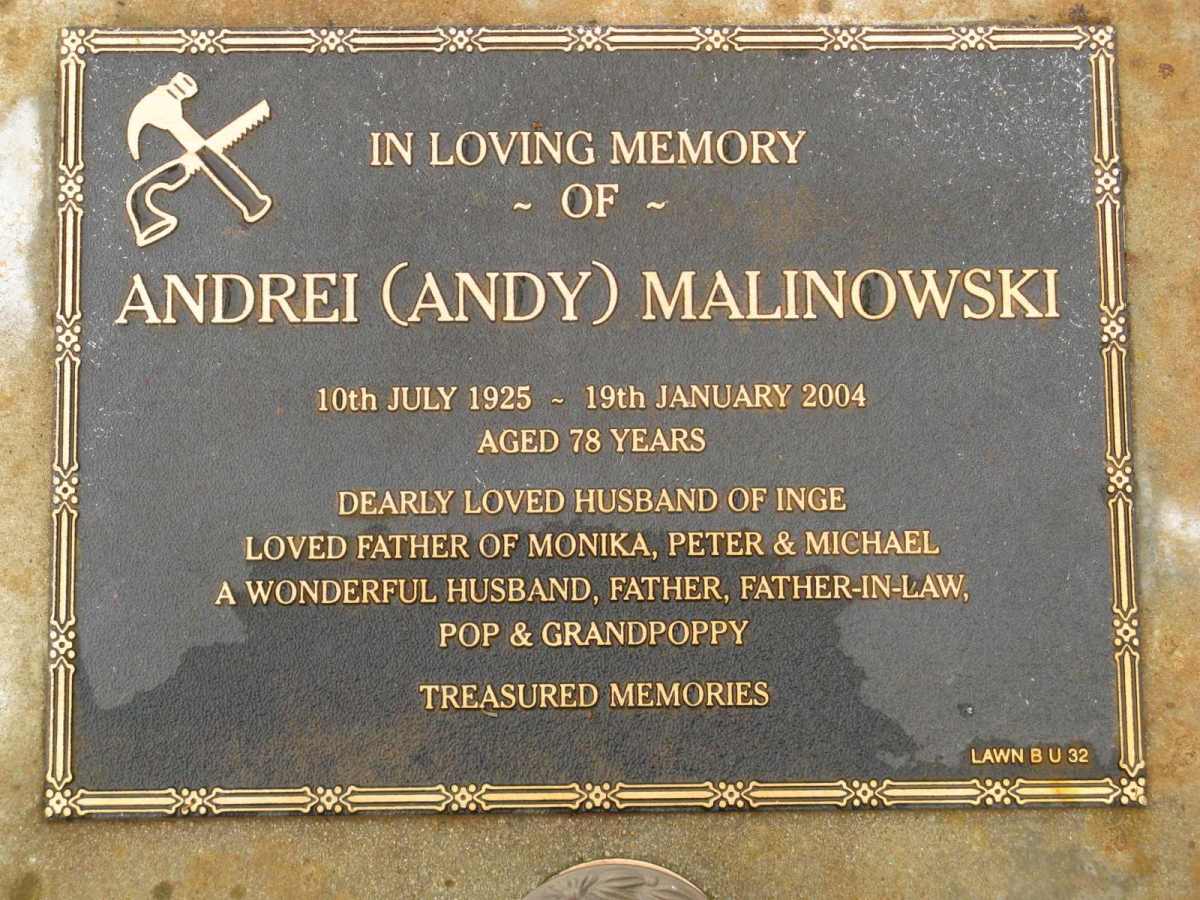 IN LOVING MEMORY
~ OF ~
ANDREI (ANDY) MALINOWSKI
10th JULY 1925 ~ 19th JANUARY 2004
AGED 78 YEARS
DEARLY LOVED HUSBAND OF INGE
LOVED FATHER OF MONIKA, PETER & MICHAEL
A WONDERFUL HUSBAND, FATHER, FATHER-IN-LAW,
POP & GRANDPOPPY
TREASURED MEMORIES
LAWN B U 32